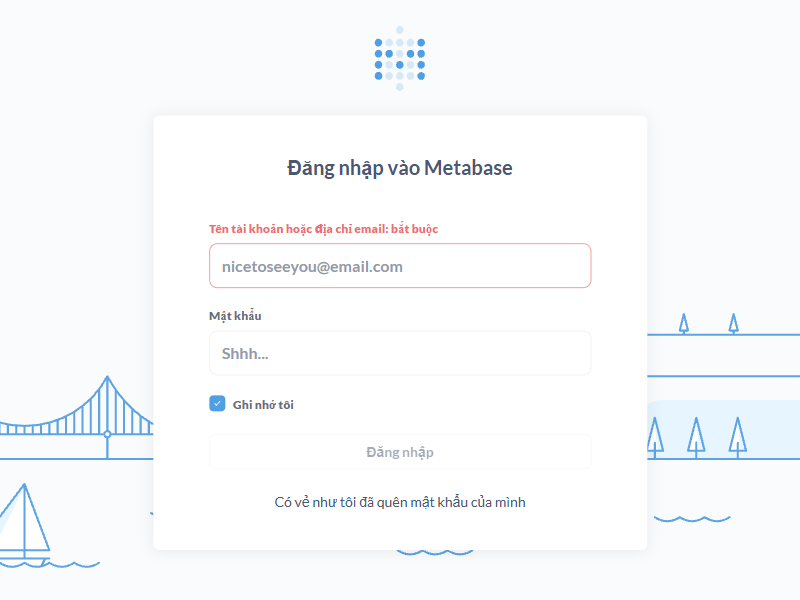 Đăng nhập vào Metabase
Tên tài khoản hoặc địa chỉ email: bắt buộc
nicetoseeyou@email.com
Mật khẩu
Shhh...
Ghi nhớ tôi
Đăng nhập
Có vẻ như tôi đã quên mật khẩu của mình